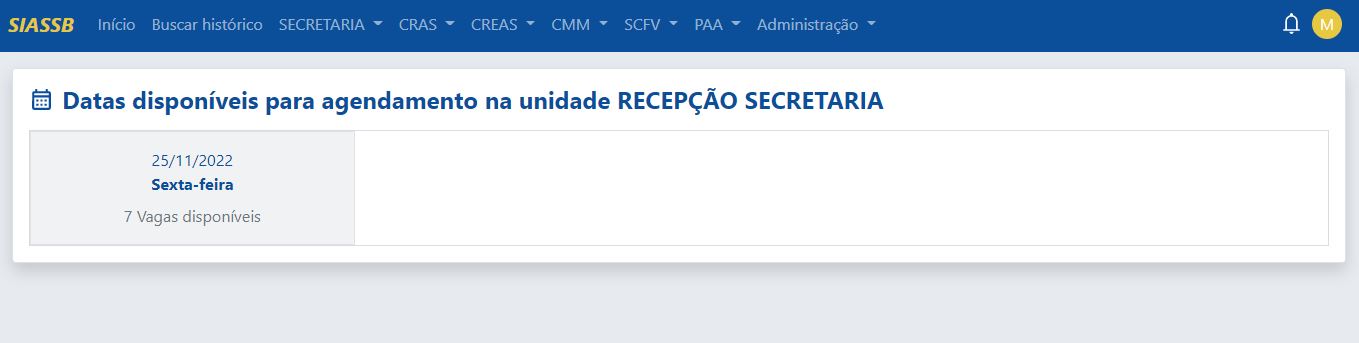 SIASSB Início Buscar histórico SECRETARIA CRAS CREAS CMM SCFV PAA Administração M
Datas disponíveis para agendamento na unidade RECEPÇÃO SECRETARIA
25/11/2022
Sexta-feira
7 Vagas disponíveis